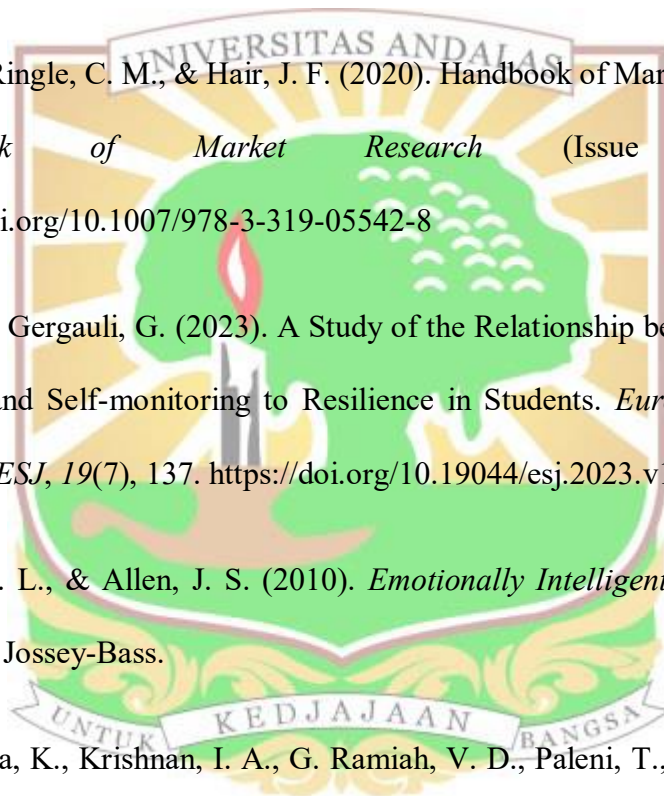 UNIVERSITAS ANDALAS
Ringle, C. M., & Hair, J. F. (2020). Handbook of Mar
k of Market Research (Issue
i.org/10.1007/978-3-319-05542-8
Gergauli, G. (2023). A Study of the Relationship be
and Self-monitoring to Resilience in Students. Eur
ESJ, 19(7), 137. https://doi.org/10.19044/esj.2023.v1
. L., & Allen, J. S. (2010). Emotionally Intelligent
Jossey-Bass.
UNTUK KEDJAJAAN BANGSA
a, K., Krishnan, I. A., G. Ramiah, V. D., Paleni, T.,